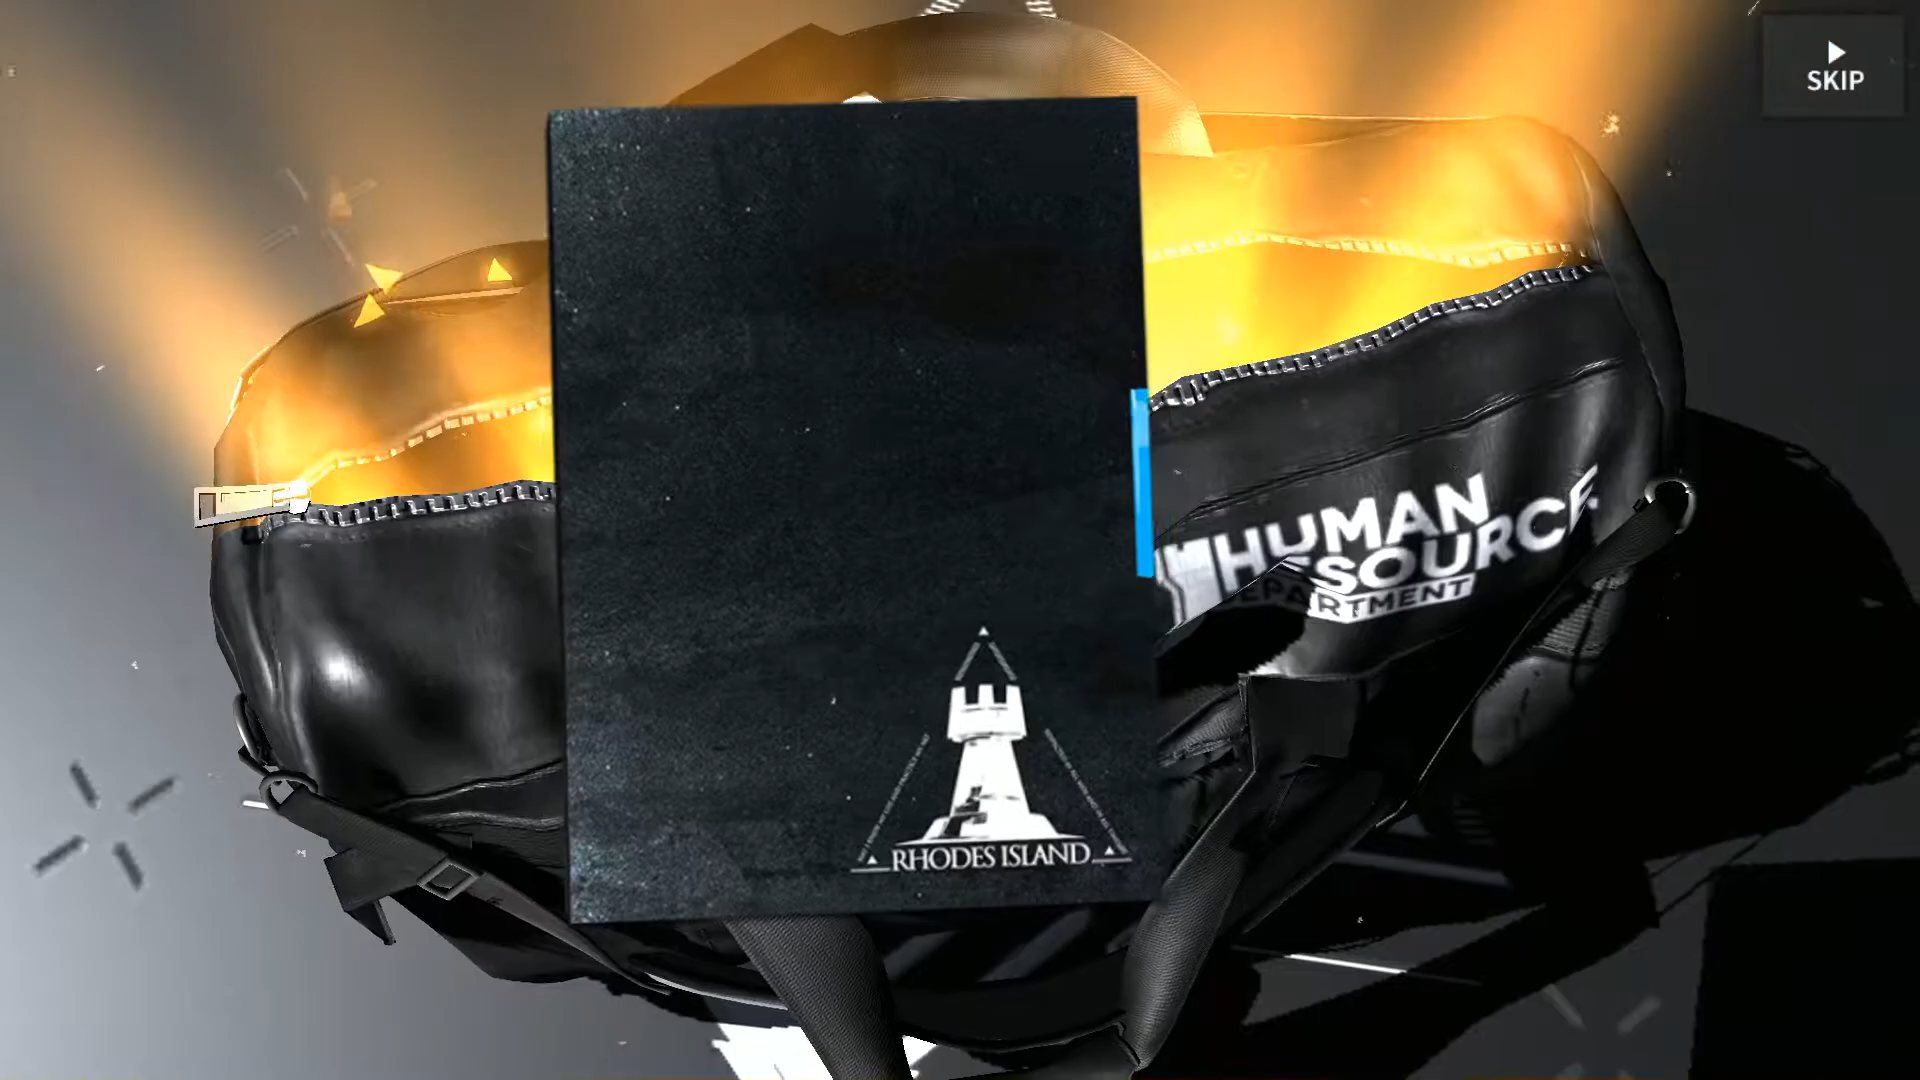 SKIP
HUMAN
RESOURCE
DEPARTMENT
RHODES ISLAND